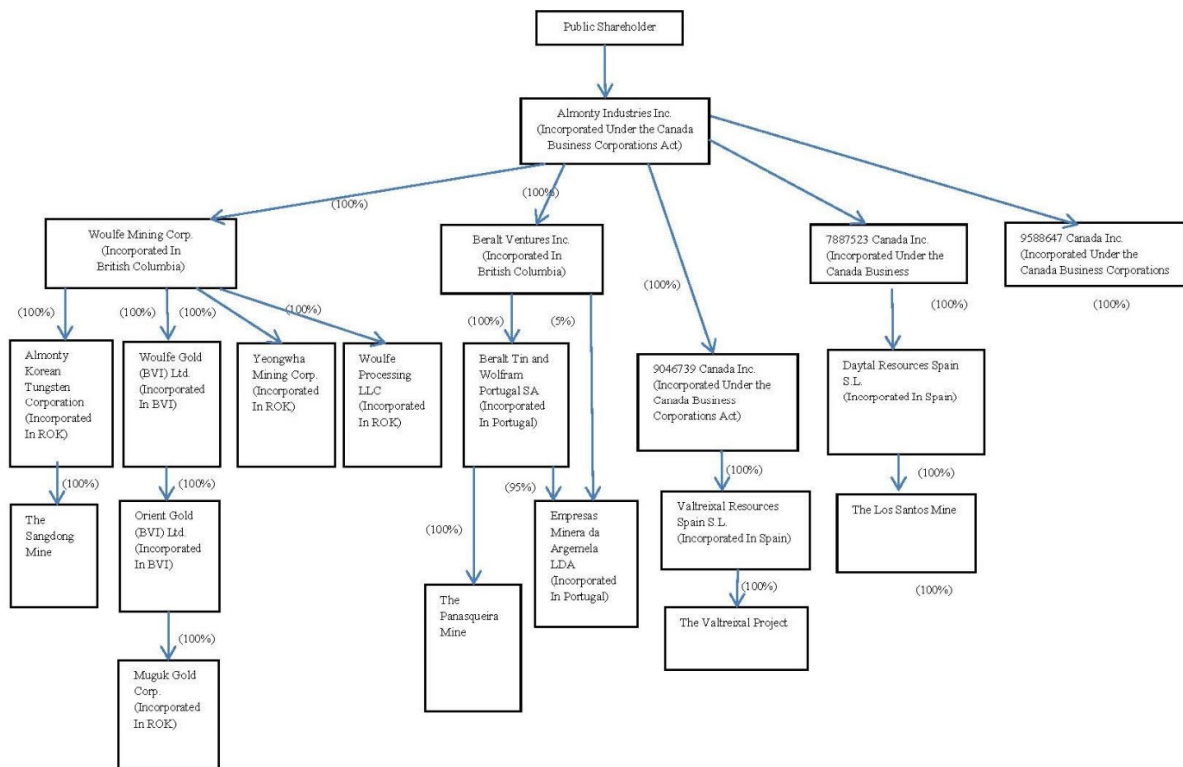 Public Shareholder
Almonty Industries Inc.
(Incorporated Under the Canada
Business Corporations Act)
(100%)
(100%)
Woulfe Mining Corp.
(Incorporated In
British Columbia)
Beralt Ventures Inc.
(Incorporated In
British Columbia)
7887523 Canada Inc.
(Incorporated Under the
Canada Business
9588647 Canada Inc.
(Incorporated Under the
Canada Business Corporations
(100%)
(100%)
(100%)
(100%)
(100%)
(100%)
(100%)
(100%)
(5%)
(100%)
Almonty
Korean
Tungsten
Corporation
(Incorporated
In ROK)
Woulfe Gold
(BVI) Ltd.
(Incorporated
In BVI)
Yeongwha
Mining Corp.
(Incorporated
In ROK)
Woulfe
Processing
LLC
(Incorporated
In ROK)
Beralt Tin and
Wolfram
Portugal SA
(Incorporated
In Portugal)
9046739 Canada Inc.
(Incorporated Under the
Canada Business
Corporations Act)
Daytal Resources Spain
S.L.
(Incorporated In Spain)
(100%)
(100%)
(95%)
(100%)
(100%)
(100%)
The
Sangdong
Mine
Orient Gold
(BVI) Ltd.
(Incorporated
In BVI)
Empresas
Minera da
Argemela
LDA
(Incorporated
In Portugal)
Valtreixal Resources
Spain S.L.
(Incorporated In Spain)
The Los Santos Mine
(100%)
(100%)
(100%)
The
Panasqueira
Mine
The Valtreixal Project
Muguk Gold
Corp.
(Incorporated
In ROK)